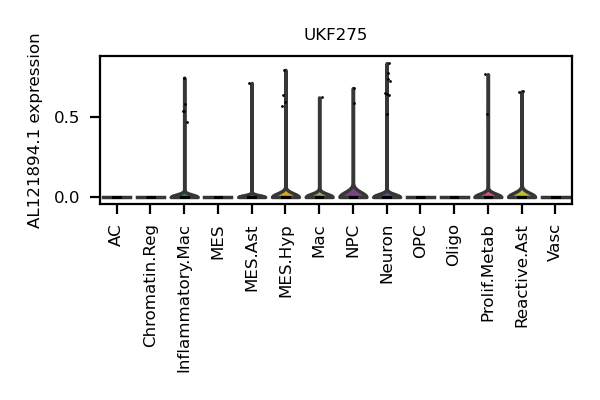 UKF275
AL121894.1 expression
0.5
0.0
AC
Chromatin.Reg
Inflammatory.Mac
MES
MES.Ast
MES.Hyp
Mac
NPC
Neuron
OPC
Oligo
Prolif.Metab
Reactive.Ast
Vasc